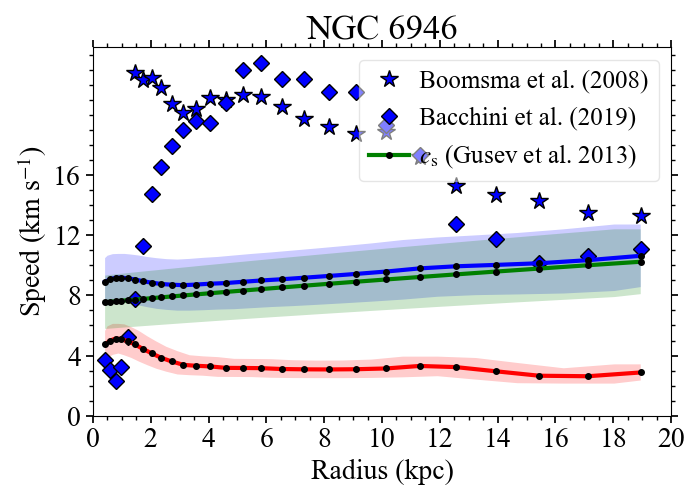 NGC 6946
Boomsma et al. (2008)
Bacchini et al. (2019)
cₛ (Gusev et al. 2013)
Speed (km s⁻¹)
16
12
8
4
0
0 2 4 6 8 10 12 14 16 18 20
Radius (kpc)